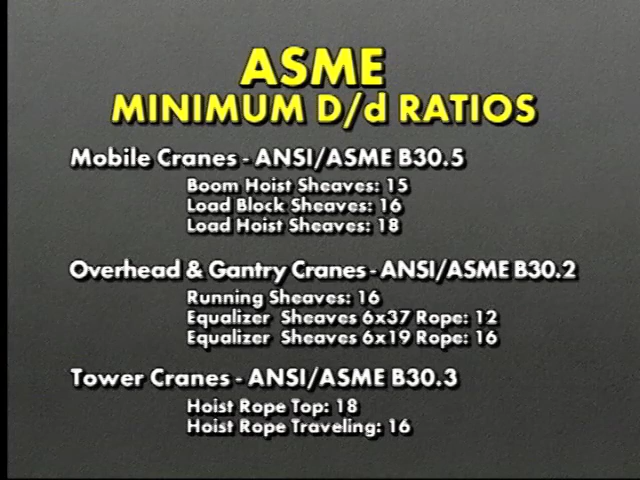 ASME
MINIMUM D/d RATIOS
Mobile Cranes - ANSI/ASME B30.5
Boom Hoist Sheaves: 15
Load Block Sheaves: 16
Load Hoist Sheaves: 18
Overhead & Gantry Cranes - ANSI/ASME B30.2
Running Sheaves: 16
Equalizer Sheaves 6x37 Rope: 12
Equalizer Sheaves 6x19 Rope: 16
Tower Cranes - ANSI/ASME B30.3
Hoist Rope Top: 18
Hoist Rope Traveling: 16